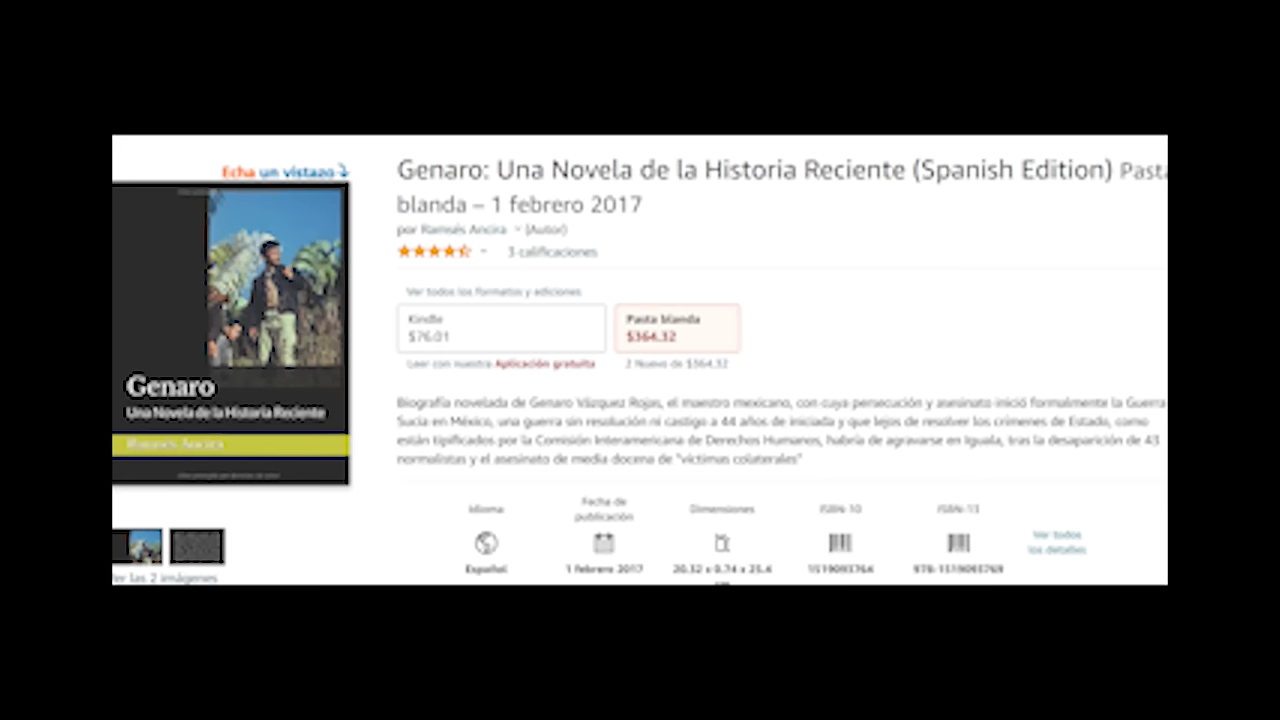 Echa un vistazo
Genaro
Una Novela de la Historia Reciente
Ramsés Ancira
Ver las 2 imágenes
Genaro: Una Novela de la Historia Reciente (Spanish Edition) Pasta
blanda – 1 febrero 2017
por Ramsés Ancira (Autor)
3 calificaciones
Ver todos los formatos y ediciones
Kindle
$76.01
Leer con nuestra Aplicación gratuita
Pasta blanda
$364.32
2 Nuevo de $364.32
Biografía novelada de Genaro Vázquez Rojas, el maestro mexicano, con cuya persecución y asesinato inició formalmente la Guerra
Sucia en México, una guerra sin resolución ni castigo a 44 años de iniciada y que lejos de resolver los crímenes de Estado, como
están tipificados por la Comisión Interamericana de Derechos Humanos, habría de agravarse en Iguala, tras la desaparición de 43
normalistas y el asesinato de media docena de "víctimas colaterales"
Idioma
Español
Fecha de
publicación
1 febrero 2017
Dimensiones
20.32 x 0.74 x 25.4
cm
ISBN-10
ISBN-13
Ver todos
los detalles